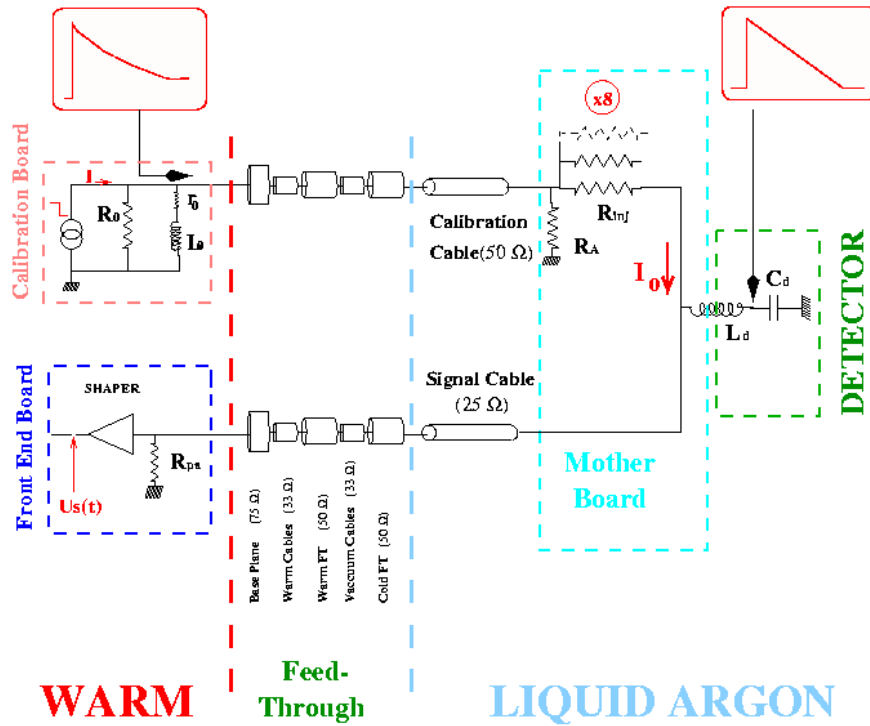 x8
Calibration Board
I
R0
r0
L0
Calibration
Cable(50 Ω)
Rinj
RA
I0
Cd
Ld
DETECTOR
Front End Board
SHAPER
Rpa
Us(t)
Signal Cable
(25 Ω)
Mother
Board
Base Plane (75 Ω)
Warm Cables (33 Ω)
Warm FT (50 Ω)
Vaccuum Cables (33 Ω)
Cold FT (50 Ω)
WARM
Feed-
Through
LIQUID ARGON